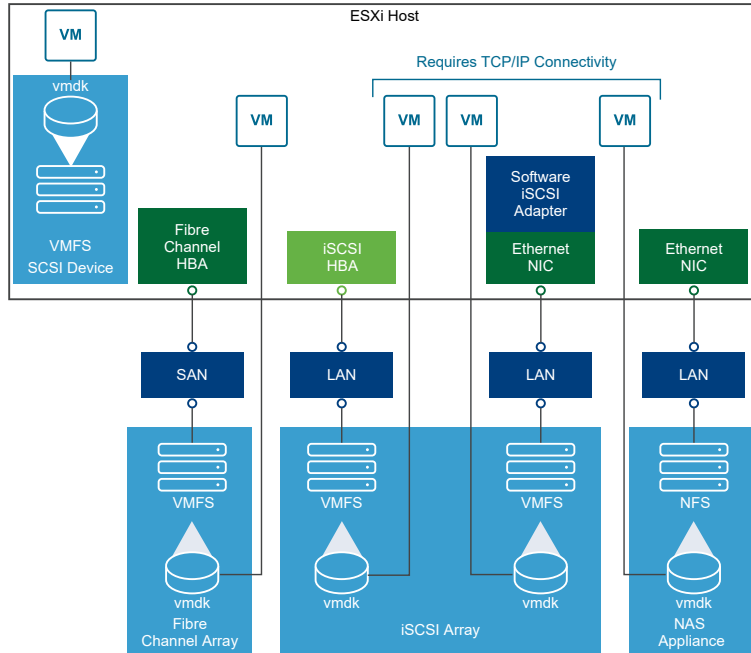 ESXi Host
VM
vmdk
VMFS
SCSI Device
Requires TCP/IP Connectivity
VM
VM
VM
VM
Fibre
Channel
HBA
iSCSI
HBA
Software
iSCSI
Adapter
Ethernet
NIC
Ethernet
NIC
SAN
LAN
LAN
LAN
VMFS
VMFS
VMFS
NFS
vmdk
vmdk
vmdk
vmdk
Fibre
Channel Array
iSCSI Array
NAS
Appliance